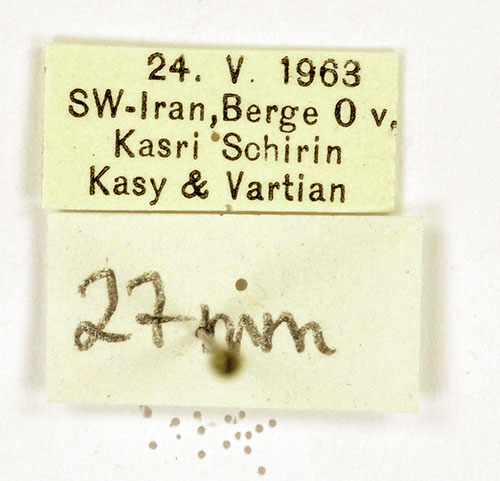 24. V. 1963
SW-Iran, Berge O v.
Kasri Schirin
Kasy & Vartian
27 mm